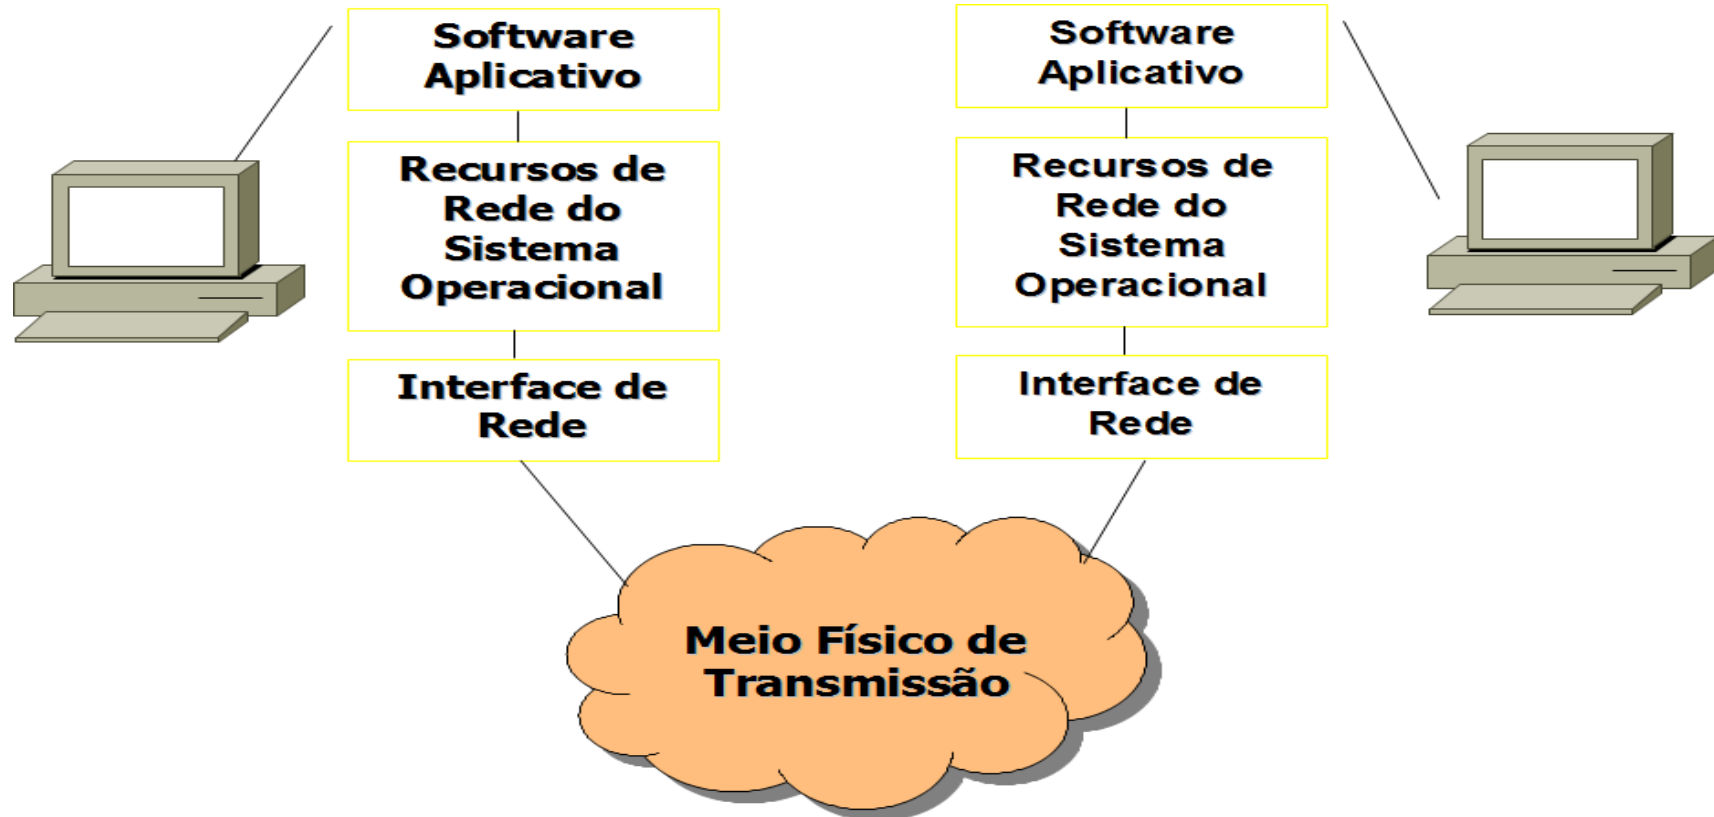 Software
Aplicativo
Recursos de
Rede do
Sistema
Operacional
Interface de
Rede
Software
Aplicativo
Recursos de
Rede do
Sistema
Operacional
Interface de
Rede
Meio Físico de
Transmissão